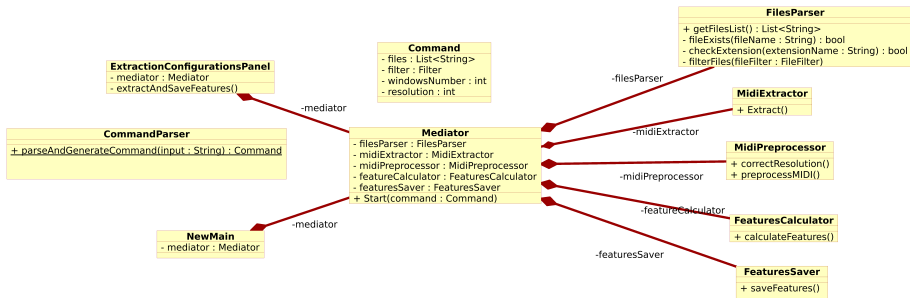 FilesParser
+ getFilesList() : List<String>
- fileExists(fileName : String) : bool
- checkExtension(extensionName : String) : bool
- filterFiles(fileFilter : FileFilter)
Command
- files : List<String>
- filter : Filter
- windowsNumber : int
- resolution : int
ExtractionConfigurationsPanel
- mediator : Mediator
- extractAndSaveFeatures()
-filesParser
-mediator
MidiExtractor
+ Extract()
CommandParser
+ parseAndGenerateCommand(input : String) : Command
Mediator
- filesParser : FilesParser
- midiExtractor : MidiExtractor
- midiPreprocessor : MidiPreprocessor
- featureCalculator : FeaturesCalculator
- featuresSaver : FeaturesSaver
+ Start(command : Command)
-midiExtractor
MidiPreprocessor
+ correctResolution()
+ preprocessMIDI()
-midiPreprocessor
-featureCalculator
FeaturesCalculator
+ calculateFeatures()
-mediator
NewMain
- mediator : Mediator
-featuresSaver
FeaturesSaver
+ saveFeatures()